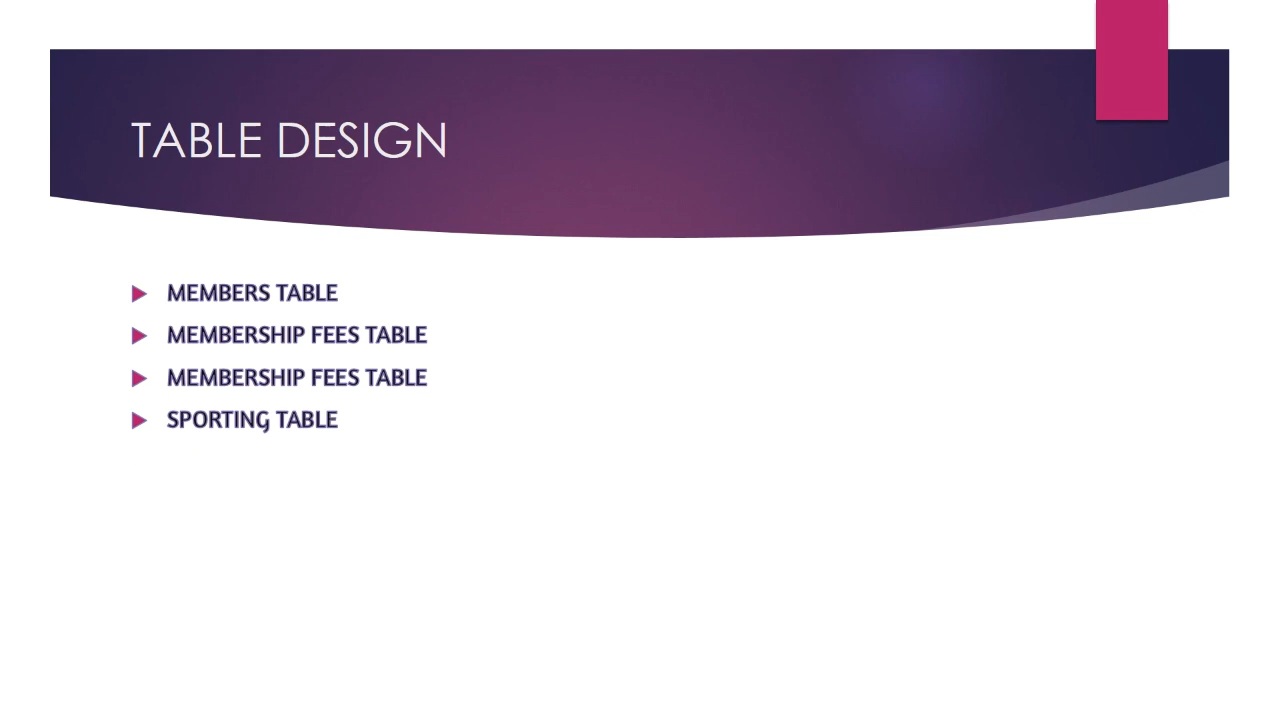 TABLE DESIGN
MEMBERS TABLE
MEMBERSHIP FEES TABLE
MEMBERSHIP FEES TABLE
SPORTING TABLE